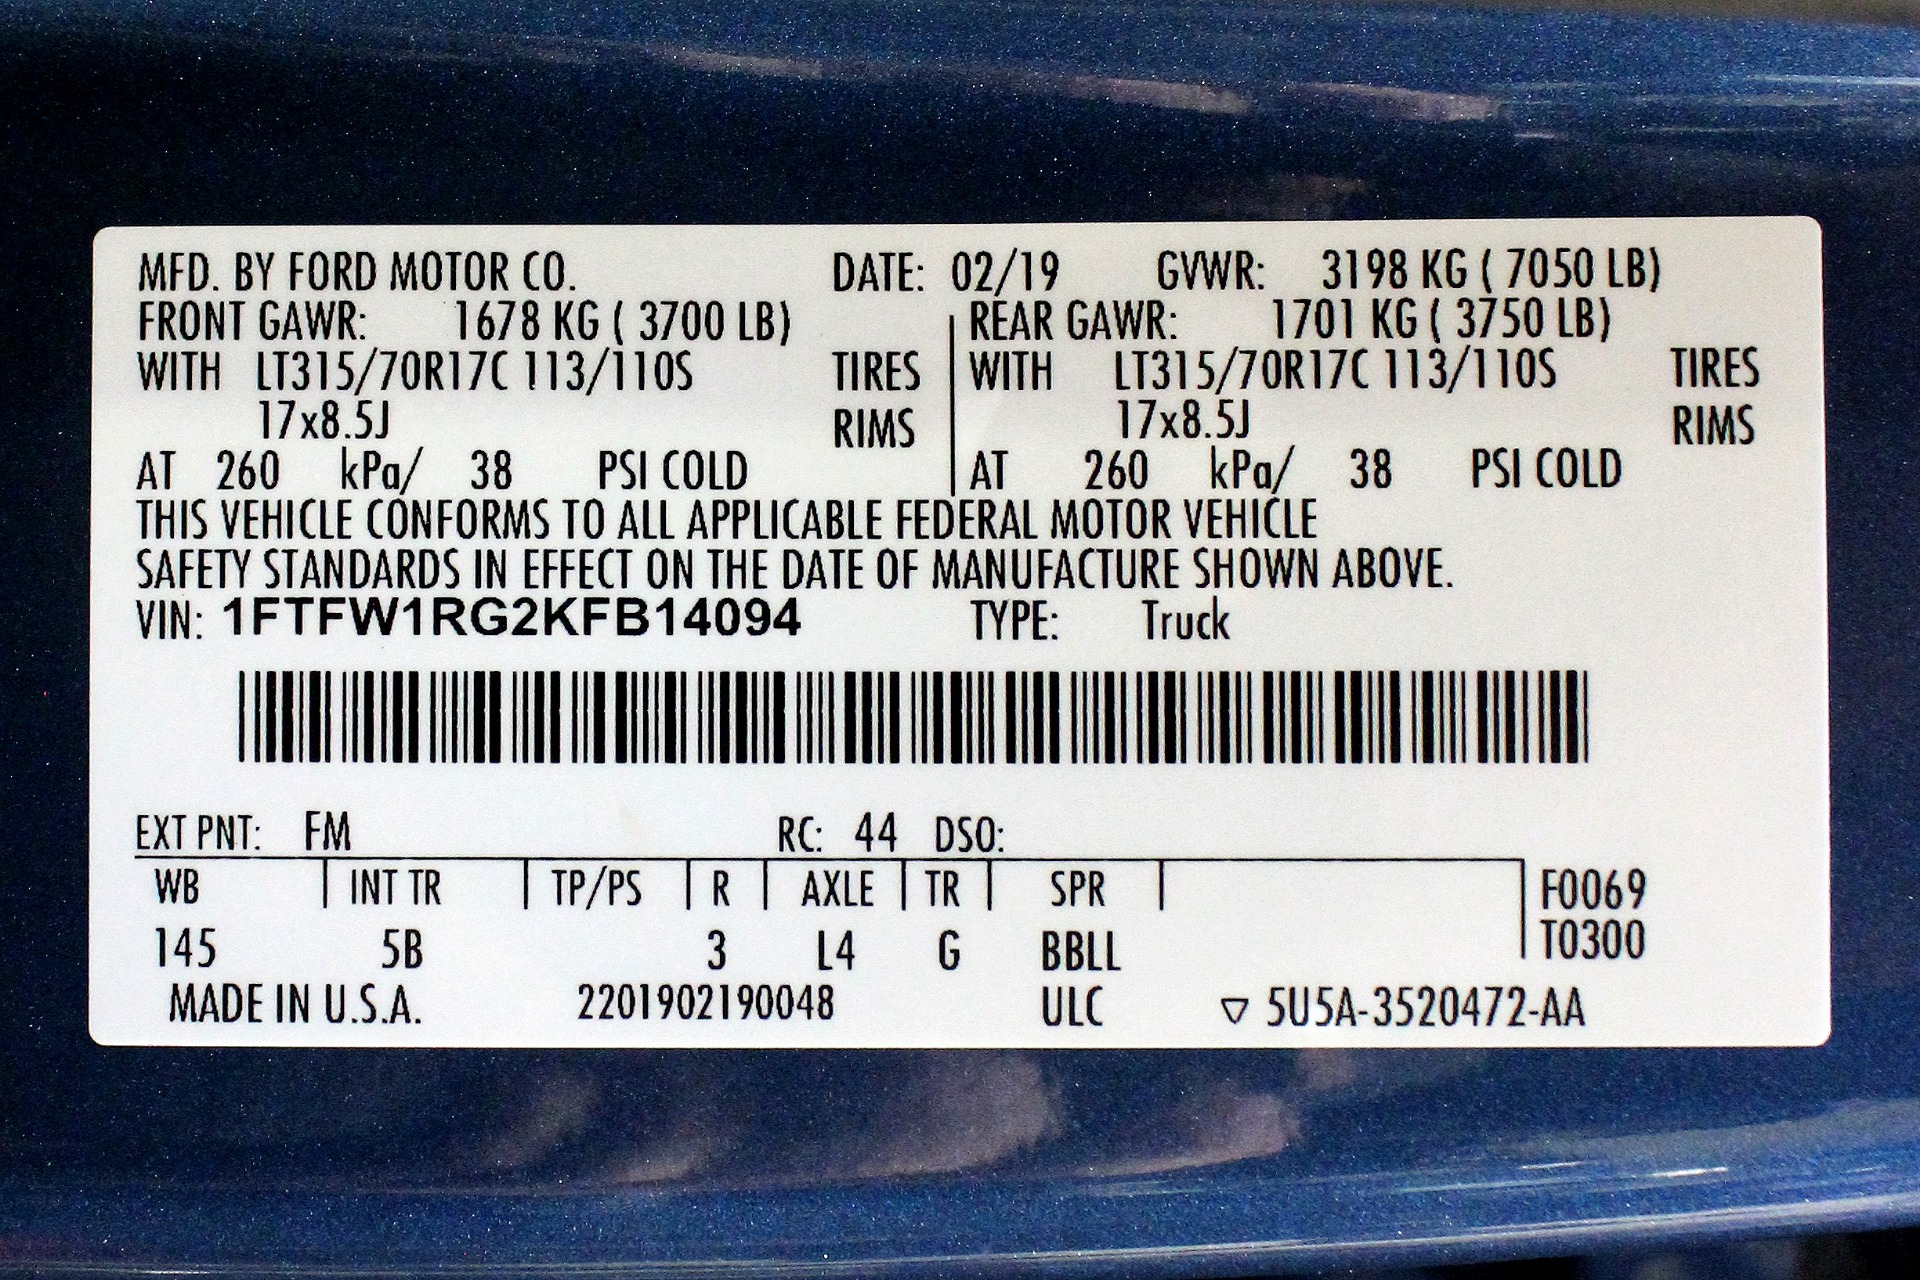 MFD. BY FORD MOTOR CO. DATE: 02/19 GVWR: 3198 KG ( 7050 LB)
FRONT GAWR: 1678 KG ( 3700 LB) REAR GAWR: 1701 KG ( 3750 LB)
WITH LT315/70R17C 113/110S TIRES WITH LT315/70R17C 113/110S TIRES
17x8.5J RIMS 17x8.5J RIMS
AT 260 kPa/ 38 PSI COLD AT 260 kPa/ 38 PSI COLD
THIS VEHICLE CONFORMS TO ALL APPLICABLE FEDERAL MOTOR VEHICLE
SAFETY STANDARDS IN EFFECT ON THE DATE OF MANUFACTURE SHOWN ABOVE.
VIN: 1FTFW1RG2KFB14094 TYPE: Truck
EXT PNT: FM RC: 44 DSO:
WB INT TR TP/PS R AXLE TR SPR F0069
145 5B 3 L4 G BBLL T0300
MADE IN U.S.A. 2201902190048 ULC ▽ 5U5A-3520472-AA